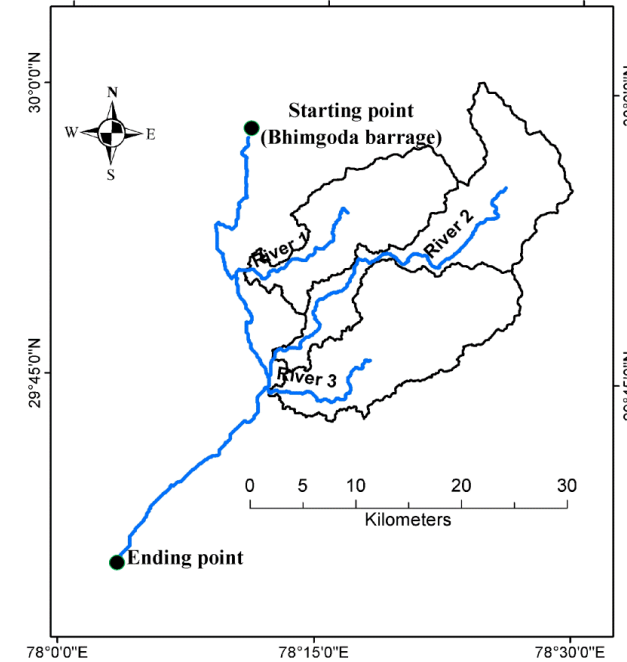 30°0'0"N
N
W
E
S
Starting point
(Bhimgoda barrage)
River 1
River 2
29°45'0"N
River 3
0 5 10 20 30
Kilometers
Ending point
78°0'0"E 78°15'0"E 78°30'0"E